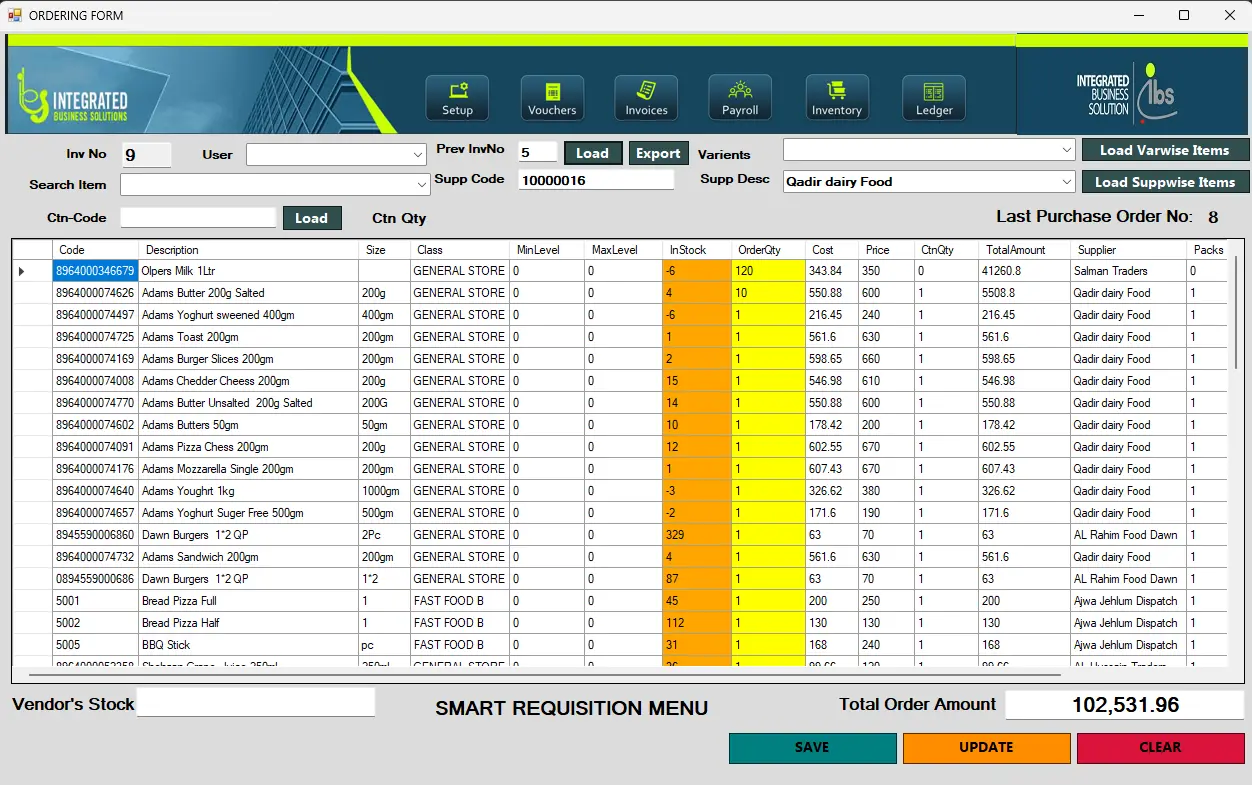 ORDERING FORM
INTEGRATED
BUSINESS SOLUTIONS
Setup
Vouchers
Invoices
Payroll
Inventory
Ledger
INTEGRATED
BUSINESS
SOLUTION
ibs
Inv No 9 User Prev InvNo 5 Load Export Varients Load Varwise Items
Search Item Supp Code 10000016 Supp Desc Qadir dairy Food Load Suppwise Items
Ctn-Code Load Ctn Qty Last Purchase Order No: 8
Code Description Size Class MinLevel MaxLevel InStock OrderQty Cost Price CtnQty TotalAmount Supplier Packs
8964000346679 Olpers Milk 1Ltr GENERAL STORE 0 0 -6 120 343.84 350 0 41260.8 Salman Traders 0
8964000074626 Adams Butter 200g Salted 200g GENERAL STORE 0 0 4 10 550.88 600 1 5508.8 Qadir dairy Food 1
8964000074497 Adams Yoghurt sweened 400gm 400gm GENERAL STORE 0 0 -6 1 216.45 240 1 216.45 Qadir dairy Food 1
8964000074725 Adams Toast 200gm 200gm GENERAL STORE 0 0 1 1 561.6 630 1 561.6 Qadir dairy Food 1
8964000074169 Adams Burger Slices 200gm 200gm GENERAL STORE 0 0 2 1 598.65 660 1 598.65 Qadir dairy Food 1
8964000074008 Adams Chedder Cheess 200gm 200g GENERAL STORE 0 0 15 1 546.98 610 1 546.98 Qadir dairy Food 1
8964000074770 Adams Butter Unsalted 200g Salted 200G GENERAL STORE 0 0 14 1 550.88 600 1 550.88 Qadir dairy Food 1
8964000074602 Adams Butters 50gm 50gm GENERAL STORE 0 0 10 1 178.42 200 1 178.42 Qadir dairy Food 1
8964000074091 Adams Pizza Chess 200gm 200g GENERAL STORE 0 0 12 1 602.55 670 1 602.55 Qadir dairy Food 1
8964000074176 Adams Mozzarella Single 200gm 200gm GENERAL STORE 0 0 1 1 607.43 670 1 607.43 Qadir dairy Food 1
8964000074640 Adams Youghrt 1kg 1000gm GENERAL STORE 0 0 -3 1 326.62 380 1 326.62 Qadir dairy Food 1
8964000074657 Adams Yoghurt Suger Free 500gm 500gm GENERAL STORE 0 0 -2 1 171.6 190 1 171.6 Qadir dairy Food 1
8945590006860 Dawn Burgers 1*2 QP 2Pc GENERAL STORE 0 0 329 1 63 70 1 63 AL Rahim Food Dawn 1
8964000074732 Adams Sandwich 200gm 200gm GENERAL STORE 0 0 4 1 561.6 630 1 561.6 Qadir dairy Food 1
0894559000686 Dawn Burgers 1*2 QP 1*2 GENERAL STORE 0 0 87 1 63 70 1 63 AL Rahim Food Dawn 1
5001 Bread Pizza Full 1 FAST FOOD B 0 0 45 1 200 250 1 200 Ajwa Jehlum Dispatch 1
5002 Bread Pizza Half 1 FAST FOOD B 0 0 112 1 130 130 1 130 Ajwa Jehlum Dispatch 1
5005 BBQ Stick pc FAST FOOD B 0 0 31 1 168 240 1 168 Ajwa Jehlum Dispatch 1
GENERAL STORE 0 0 1 1 1
Vendor's Stock SMART REQUISITION MENU Total Order Amount 102,531.96
SAVE UPDATE CLEAR